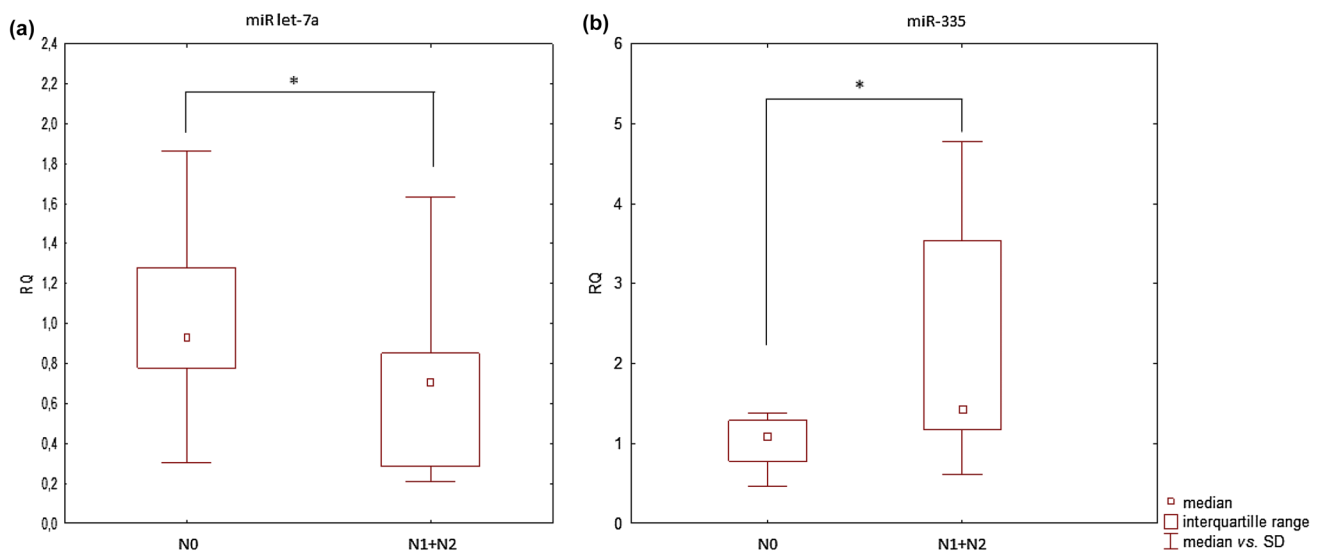 (a)
miR let-7a
2,4
2,2
2,0
1,8
1,6
1,4
1,2
1,0
0,8
0,6
0,4
0,2
0,0
RQ
*
N0
N1+N2
(b)
miR-335
6
5
4
3
2
1
0
RQ
*
N0
N1+N2
median
interquartille range
median vs. SD